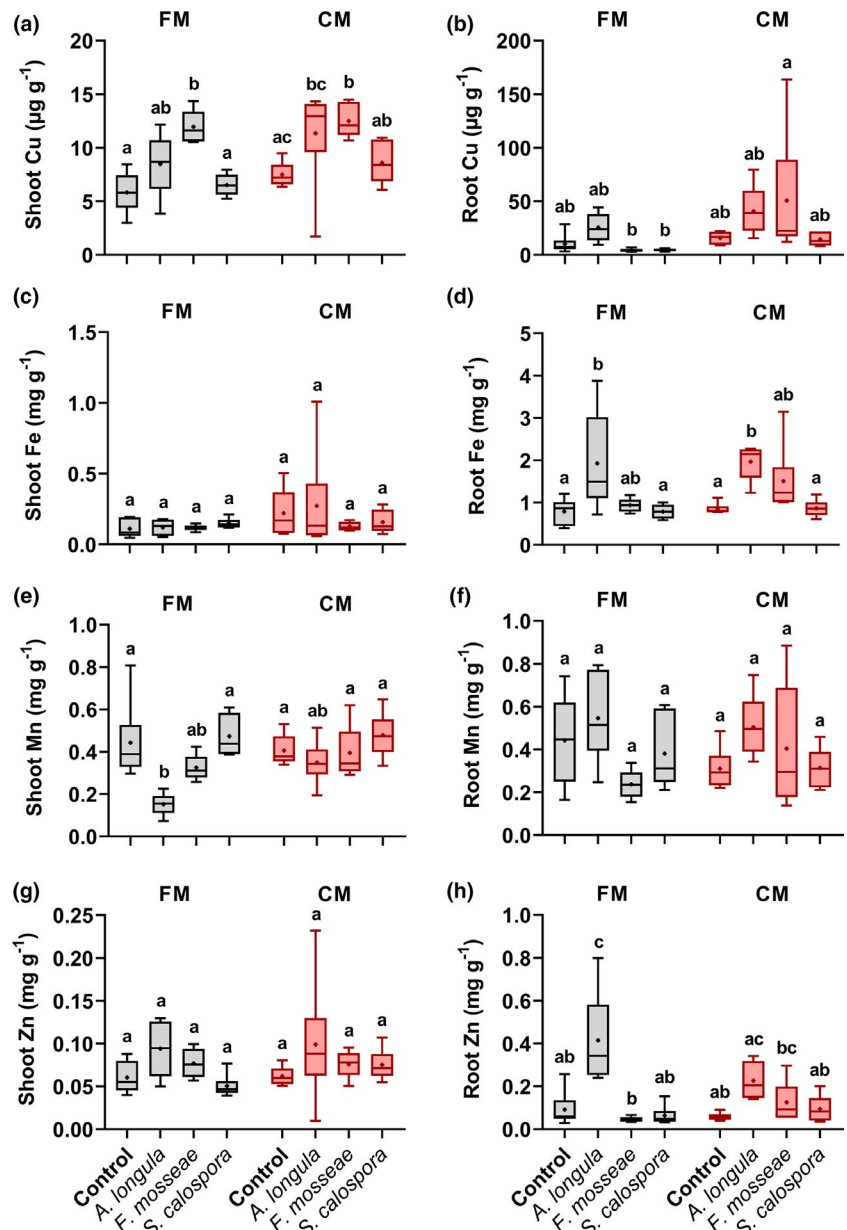 (a) FM CM
Shoot Cu (µg g⁻¹)
20
15
10
5
0
a ab b a ac bc b ab
(b) FM CM
Root Cu (µg g⁻¹)
200
150
100
50
0
ab ab b b ab ab a ab
(c) FM CM
Shoot Fe (mg g⁻¹)
1.5
1.0
0.5
0.0
a a a a a a a a
(d) FM CM
Root Fe (mg g⁻¹)
5
4
3
2
1
0
a b ab a a b ab a
(e) FM CM
Shoot Mn (mg g⁻¹)
1.0
0.8
0.6
0.4
0.2
0.0
a b ab a a ab a a
(f) FM CM
Root Mn (mg g⁻¹)
1.0
0.8
0.6
0.4
0.2
0.0
a a a a a a a a
(g) FM CM
Shoot Zn (mg g⁻¹)
0.25
0.20
0.15
0.10
0.05
0.00
a a a a a a a a
Control A. longula F. mosseae S. calospora Control A. longula F. mosseae S. calospora
(h) FM CM
Root Zn (mg g⁻¹)
1.0
0.8
0.6
0.4
0.2
0.0
ab c b ab ab ac bc ab
Control A. longula F. mosseae S. calospora Control A. longula F. mosseae S. calospora